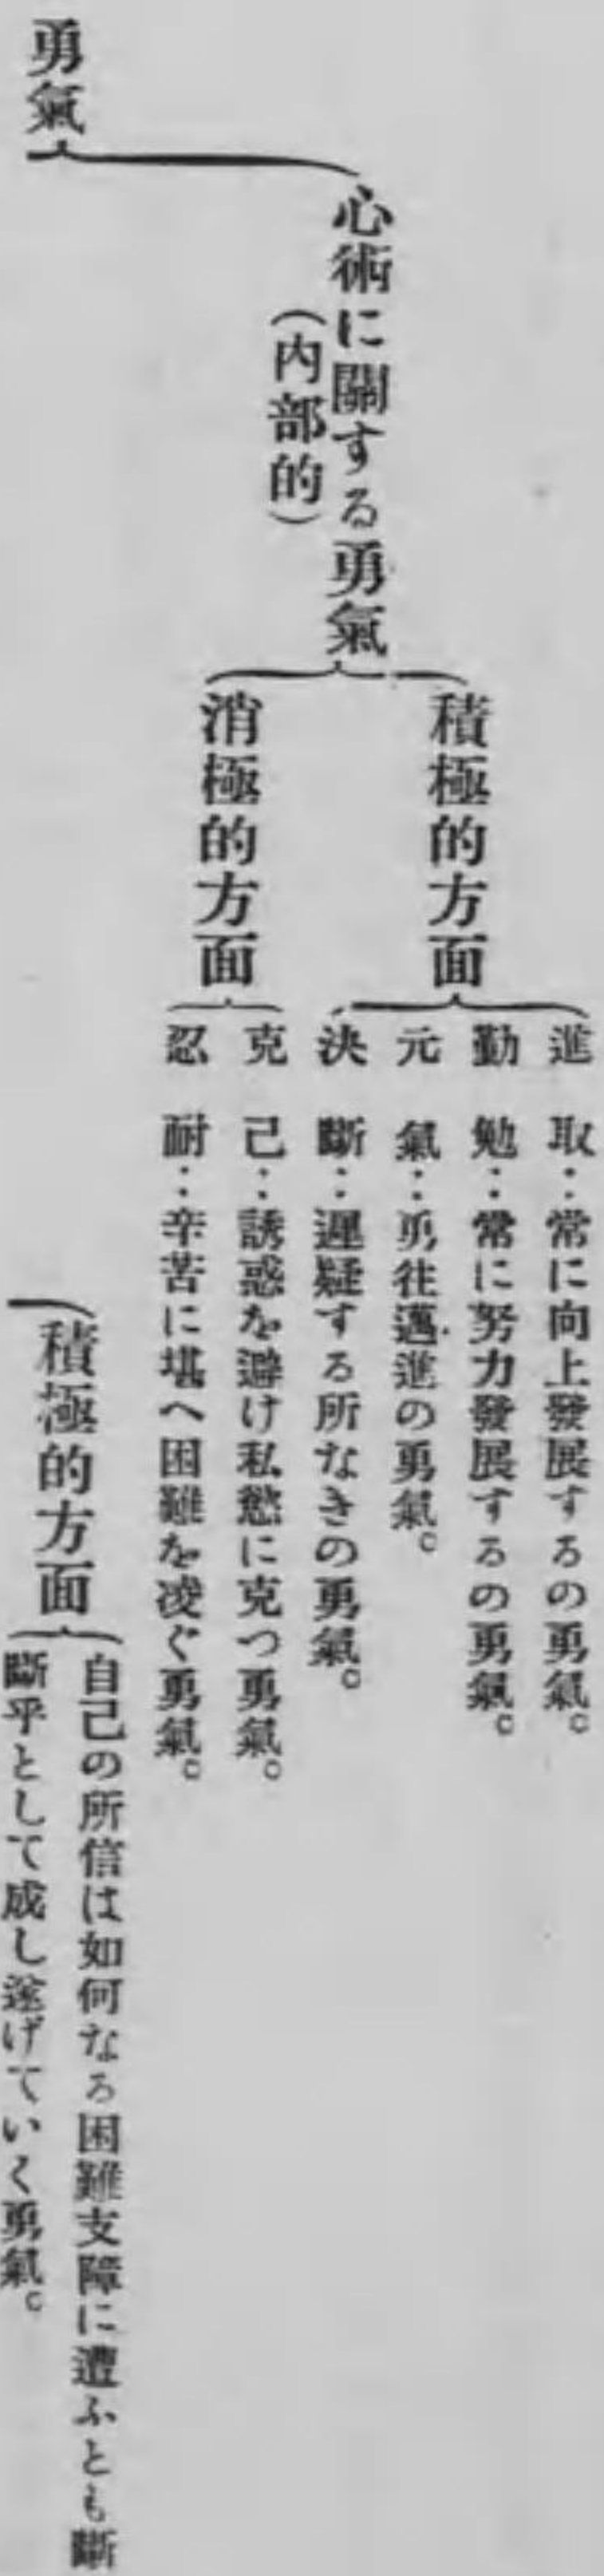 進取：常に向上發展するの勇氣。
勤勉：常に努力發展するの勇氣。
積極的方面
元氣：勇往邁進の勇氣。
決斷：遲疑する所なきの勇氣。
心術に關する勇氣
（內部的）
克己：誘惑を避け私慾に克つ勇氣。
消極的方面
忍耐：辛苦に堪へ困難を凌ぐ勇氣。
勇氣
自己の所信は如何なる困難支障に遭ふとも斷
積極的方面
斷乎として成し遂げていく勇氣。